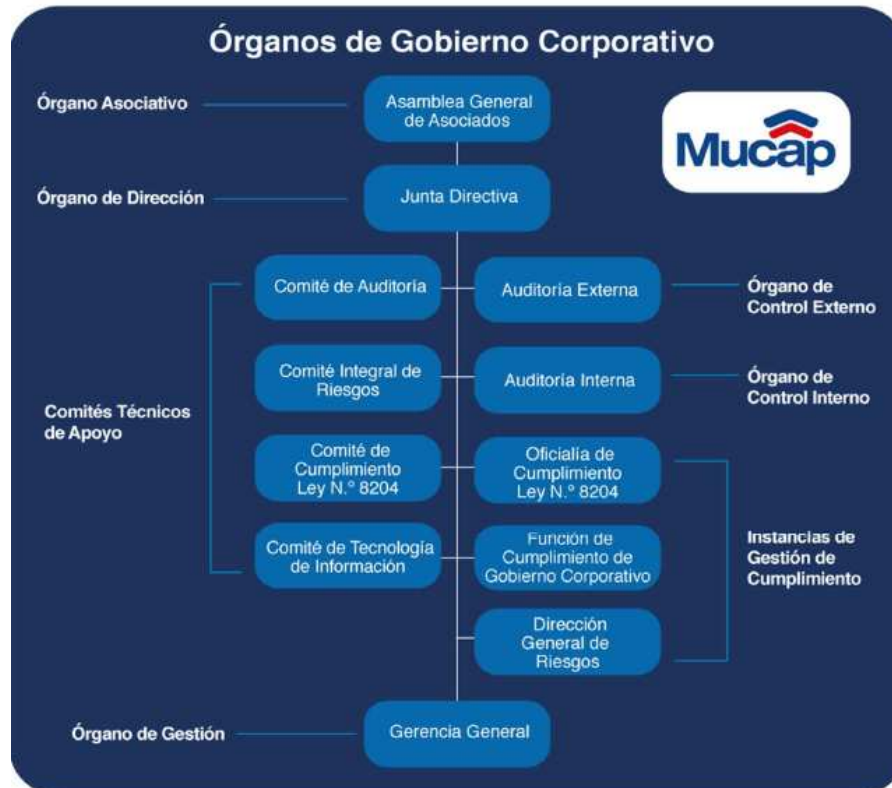 Órganos de Gobierno Corporativo
Órgano Asociativo
Asamblea General
de Asociados
Mucap
Órgano de Dirección
Junta Directiva
Comité de Auditoría
Auditoría Externa
Órgano de
Control Externo
Comité Integral de
Riesgos
Auditoría Interna
Órgano de
Control Interno
Comités Técnicos
de Apoyo
Comité de
Cumplimiento
Ley N.º 8204
Oficialía de
Cumplimiento
Ley N.º 8204
Comité de Tecnología
de Información
Función de
Cumplimiento de
Gobierno Corporativo
Instancias de
Gestión de
Cumplimiento
Dirección
General de
Riesgos
Órgano de Gestión
Gerencia General